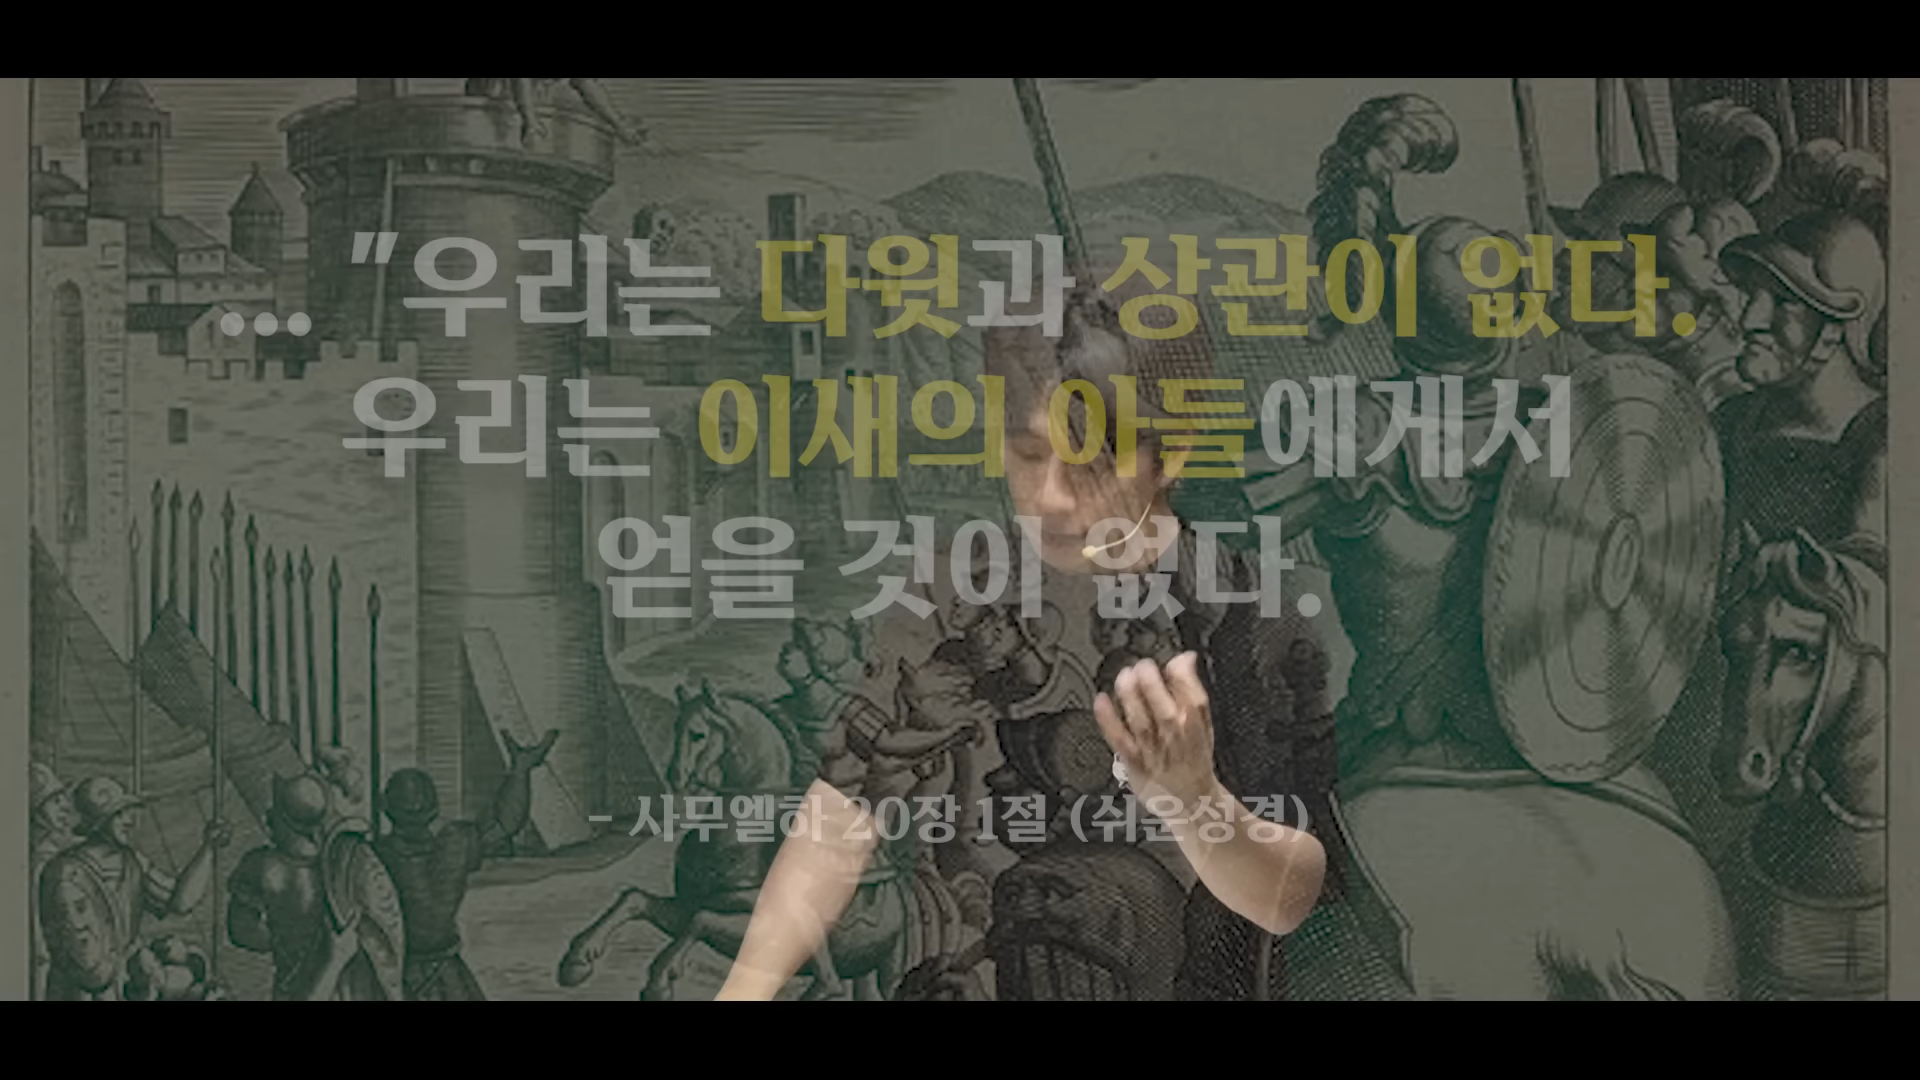 ... "우리는 다윗과 상관이 없다.
우리는 이새의 아들에게서
얻을 것이 없다.
- 사무엘하 20장 1절 (쉬운성경)